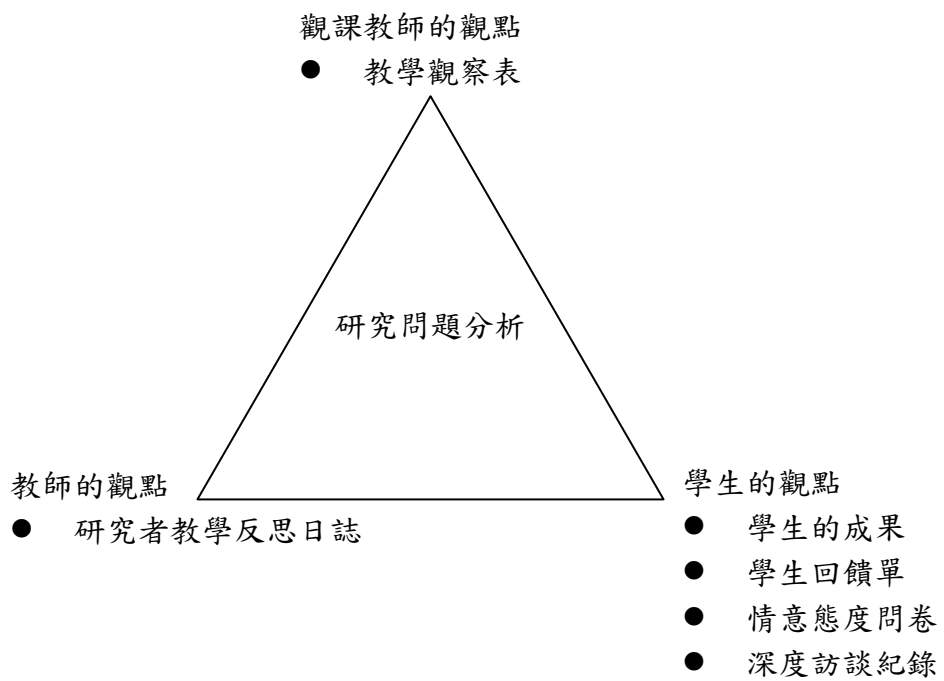 觀課教師的觀點
● 教學觀察表
研究問題分析
教師的觀點
● 研究者教學反思日誌
學生的觀點
● 學生的成果
● 學生回饋單
● 情意態度問卷
● 深度訪談紀錄